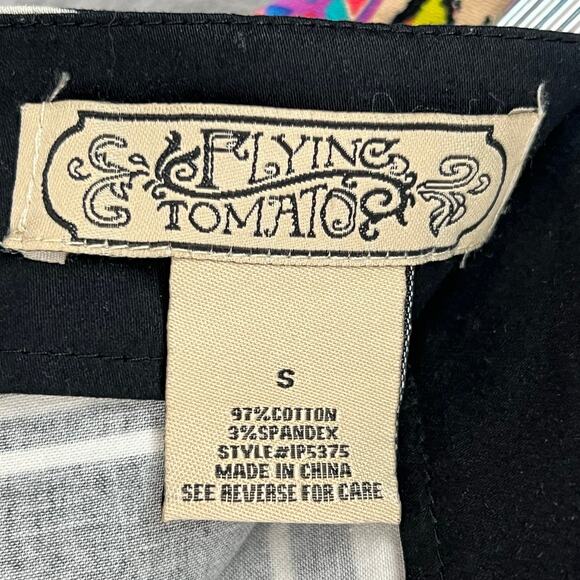 FLYING
TOMATO
S
97%COTTON
3%SPANDEX
STYLE#IP5375
MADE IN CHINA
SEE REVERSE FOR CARE